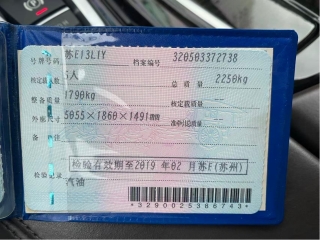 号牌号码 苏E13L1Y 档案编号 320503372738
核定载人数 5人 总质量 2250kg
整备质量 1790kg 核定载质量 --
外廓尺寸 5055×1860×1491mm 准牵引总质量 --
检验有效期至2019年02月苏E(苏州)
检验记录
汽油
*3290025385743*